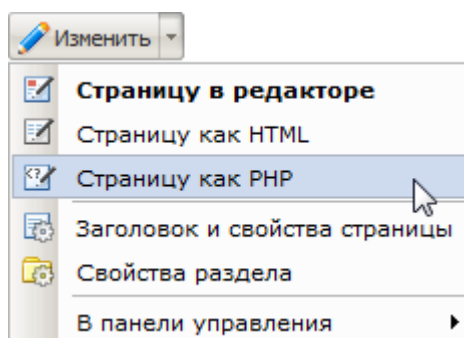 Изменить
Страницу в редакторе
Страницу как HTML
Страницу как PHP
Заголовок и свойства страницы
Свойства раздела
В панели управления